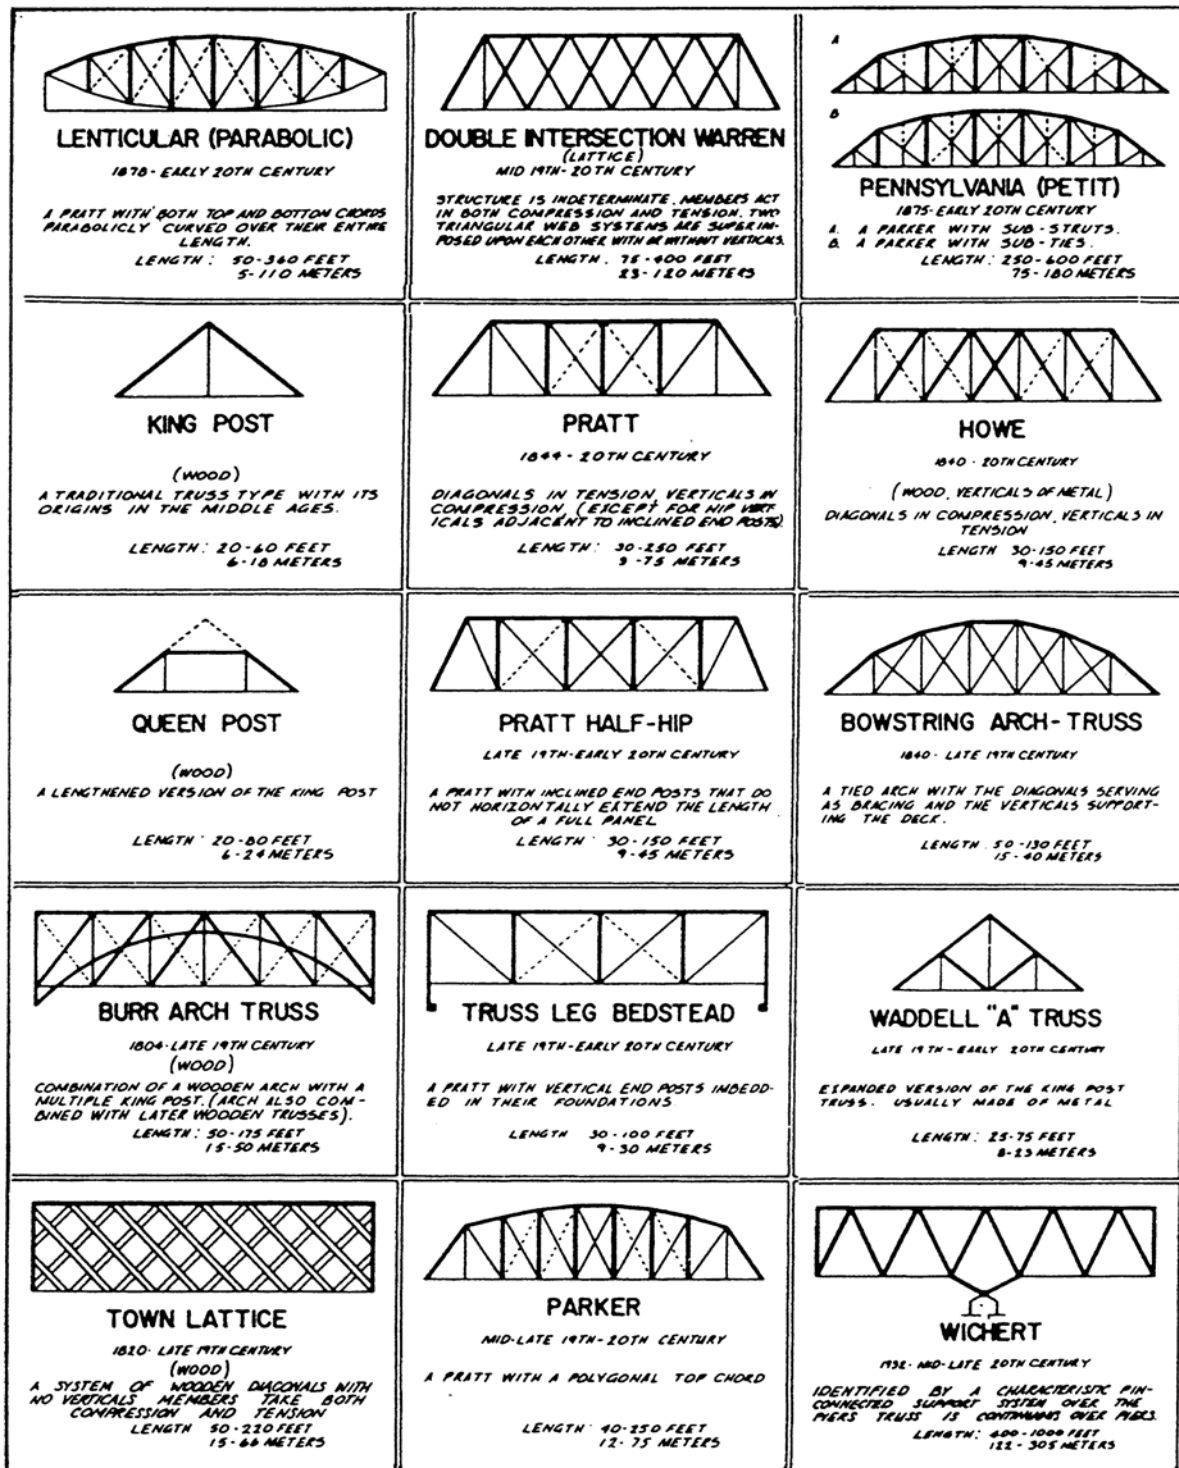 LENTICULAR (PARABOLIC)
1878-EARLY 20TH CENTURY
A PRATT WITH BOTH TOP AND BOTTOM CHORDS
PARABOLICLY CURVED OVER THEIR ENTIRE
LENGTH.
LENGTH: 50-360 FEET
5-110 METERS
DOUBLE INTERSECTION WARREN
(LATTICE)
MID 19TH-20TH CENTURY
STRUCTURE IS INDETERMINATE. MEMBERS ACT
IN BOTH COMPRESSION AND TENSION. TWO
TRIANGULAR WEB SYSTEMS ARE SUPERIM-
POSED UPON EACH OTHER WITH OR WITHOUT VERTICALS.
LENGTH. 75-400 FEET
23-120 METERS
A
B
PENNSYLVANIA (PETIT)
1875-EARLY 20TH CENTURY
A. A PARKER WITH SUB-STRUTS.
B. A PARKER WITH SUB-TIES.
LENGTH: 250-600 FEET
75-180 METERS
KING POST
(WOOD)
A TRADITIONAL TRUSS TYPE WITH ITS
ORIGINS IN THE MIDDLE AGES.
LENGTH: 20-60 FEET
6-18 METERS
PRATT
1844-20TH CENTURY
DIAGONALS IN TENSION, VERTICALS IN
COMPRESSION, (EXCEPT FOR HIP VERT-
ICALS ADJACENT TO INCLINED END POSTS).
LENGTH: 30-250 FEET
9-75 METERS
HOWE
1840-20TH CENTURY
(WOOD, VERTICALS OF METAL)
DIAGONALS IN COMPRESSION, VERTICALS IN
TENSION
LENGTH 30-150 FEET
9-45 METERS
QUEEN POST
(WOOD)
A LENGTHENED VERSION OF THE KING POST
LENGTH: 20-80 FEET
6-24 METERS
PRATT HALF-HIP
LATE 19TH-EARLY 20TH CENTURY
A PRATT WITH INCLINED END POSTS THAT DO
NOT HORIZONTALLY EXTEND THE LENGTH
OF A FULL PANEL
LENGTH: 30-150 FEET
9-45 METERS
BOWSTRING ARCH-TRUSS
1840-LATE 19TH CENTURY
A TIED ARCH WITH THE DIAGONALS SERVING
AS BRACING AND THE VERTICALS SUPPORT-
ING THE DECK.
LENGTH 50-130 FEET
15-40 METERS
BURR ARCH TRUSS
1804-LATE 19TH CENTURY
(WOOD)
COMBINATION OF A WOODEN ARCH WITH A
MULTIPLE KING POST. (ARCH ALSO COM-
BINED WITH LATER WOODEN TRUSSES).
LENGTH: 50-175 FEET
15-50 METERS
TRUSS LEG BEDSTEAD
LATE 19TH-EARLY 20TH CENTURY
A PRATT WITH VERTICAL END POSTS IMBEDD-
ED IN THEIR FOUNDATIONS.
LENGTH 30-100 FEET
9-30 METERS
WADDELL "A" TRUSS
LATE 19TH-EARLY 20TH CENTURY
EXPANDED VERSION OF THE KING POST
TRUSS. USUALLY MADE OF METAL
LENGTH: 25-75 FEET
8-23 METERS
TOWN LATTICE
1820-LATE 19TH CENTURY
(WOOD)
A SYSTEM OF WOODEN DIAGONALS WITH
NO VERTICALS MEMBERS TAKE BOTH
COMPRESSION AND TENSION
LENGTH 50-220 FEET
15-66 METERS
PARKER
MID-LATE 19TH-20TH CENTURY
A PRATT WITH A POLYGONAL TOP CHORD
LENGTH: 40-250 FEET
12-75 METERS
WICHERT
1932-MID-LATE 20TH CENTURY
IDENTIFIED BY A CHARACTERISTIC PIN-
CONNECTED SUPPORT SYSTEM OVER THE
PIERS TRUSS IS CONTINUOUS OVER PIERS.
LENGTH: 400-1000 FEET
122-305 METERS